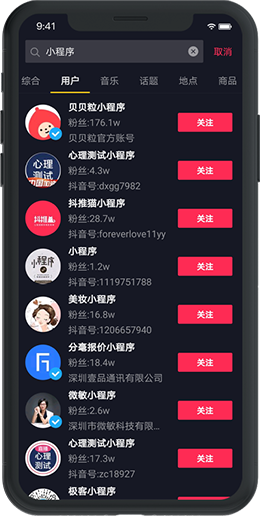 9:41
小程序
取消
综合 用户 音乐 话题 地点 商品
贝贝粒小程序
粉丝:176.1w
贝贝粒官方账号
关注
心理测试小程序
粉丝:4.3w
抖音号:dxgg7982
关注
心理
测试
抖推猫小程序
粉丝:28.7w
抖音号:foreverlove11yy
关注
抖推猫
小程序
粉丝:1.2w
抖音号:1119751788
关注
小程序
美妆小程序
粉丝:16.8w
抖音号:1206657940
关注
分毫报价小程序
粉丝:18.4w
深圳壹品通讯有限公司
关注
微敏小程序
粉丝:2.6w
深圳市微敏科技有限...
关注
心理测试小程序
粉丝:17.3w
抖音号:zc18927
关注
心理
测试
极客小程序